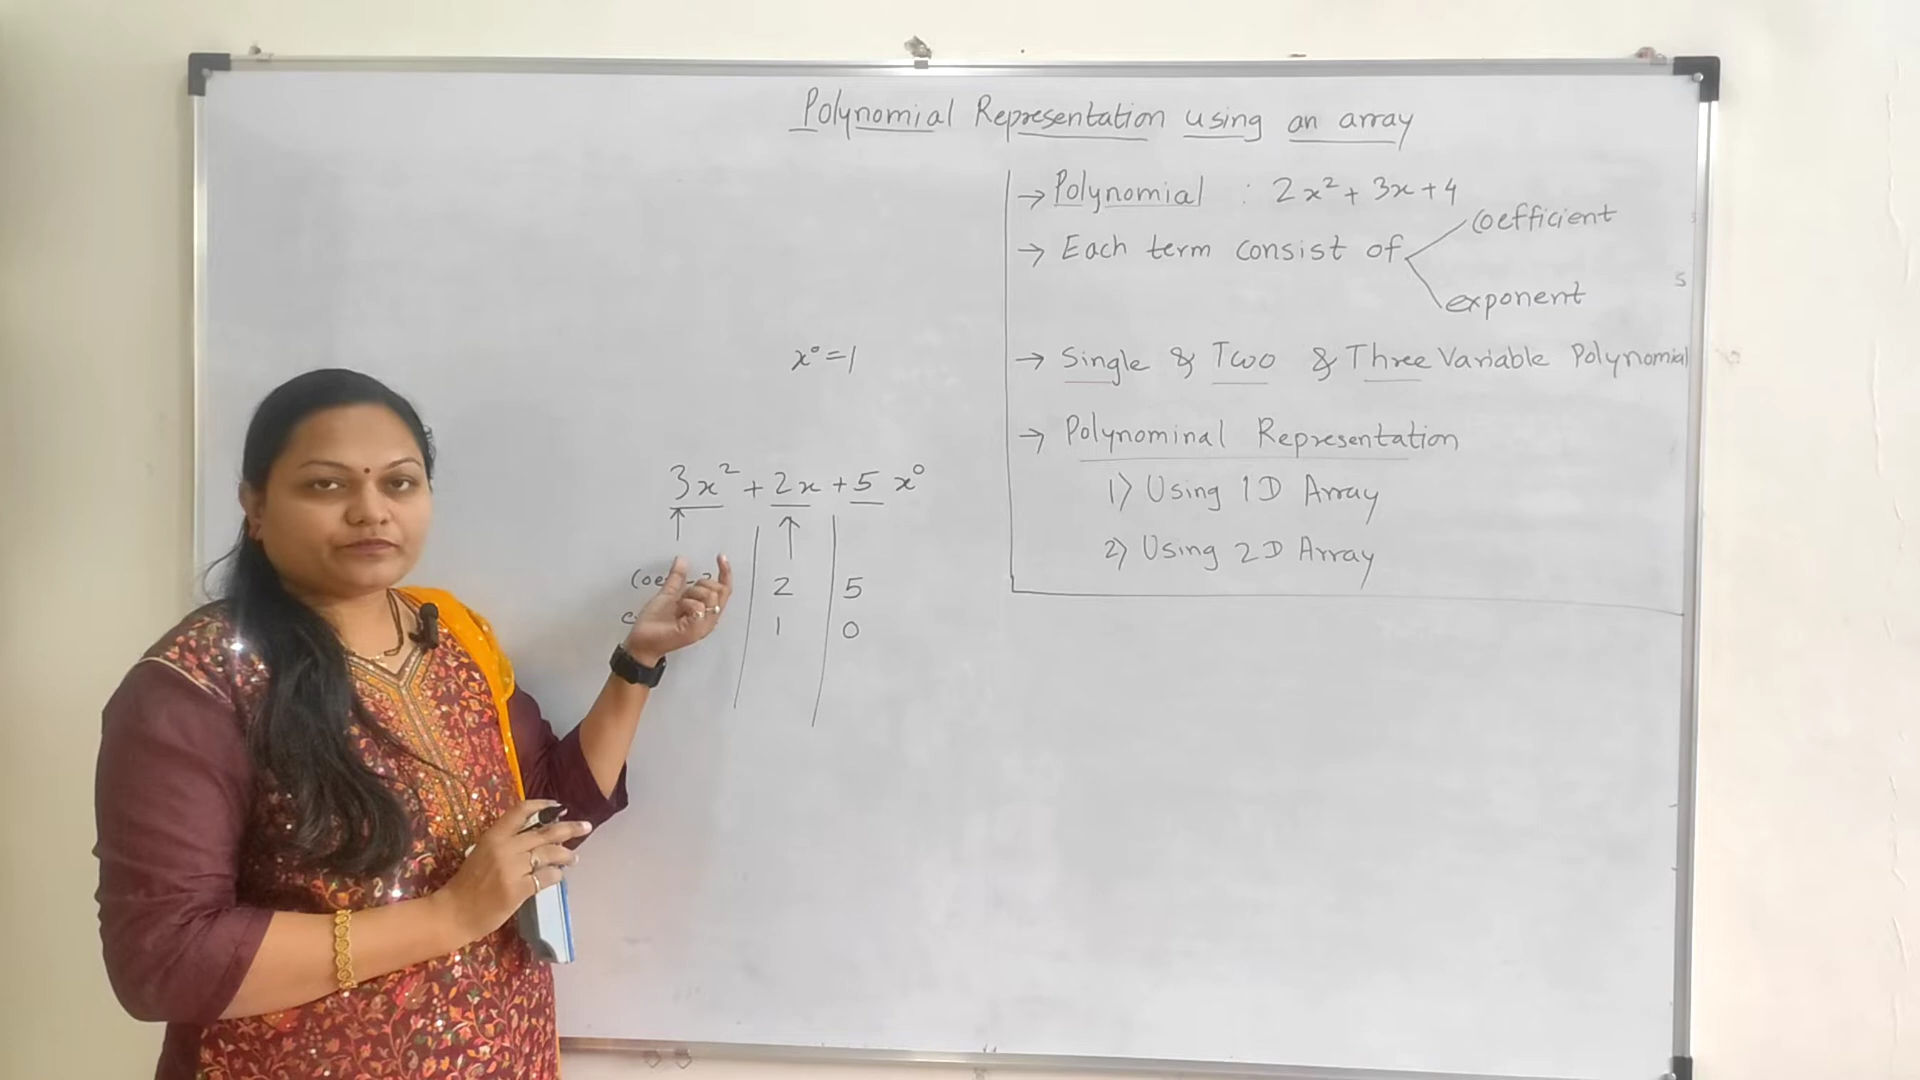 Polynomial Representation using an array
→ Polynomial : 2x² + 3x + 4
→ Each term consist of
coefficient
exponent
→ Single & Two & Three Variable Polynomial
→ Polynominal Representation
1) Using 1D Array
2) Using 2D Array
x⁰ = 1
3x² + 2x + 5 x⁰
2 5
1 0